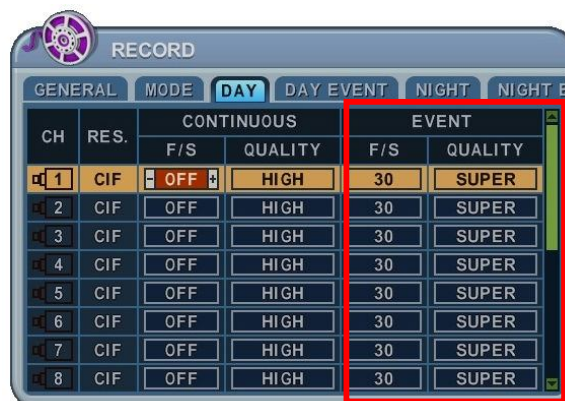 RECORD
GENERAL MODE DAY DAY EVENT NIGHT NIGHT E
CH RES. CONTINUOUS EVENT
F/S QUALITY F/S QUALITY
1 CIF - OFF + HIGH 30 SUPER
2 CIF OFF HIGH 30 SUPER
3 CIF OFF HIGH 30 SUPER
4 CIF OFF HIGH 30 SUPER
5 CIF OFF HIGH 30 SUPER
6 CIF OFF HIGH 30 SUPER
7 CIF OFF HIGH 30 SUPER
8 CIF OFF HIGH 30 SUPER